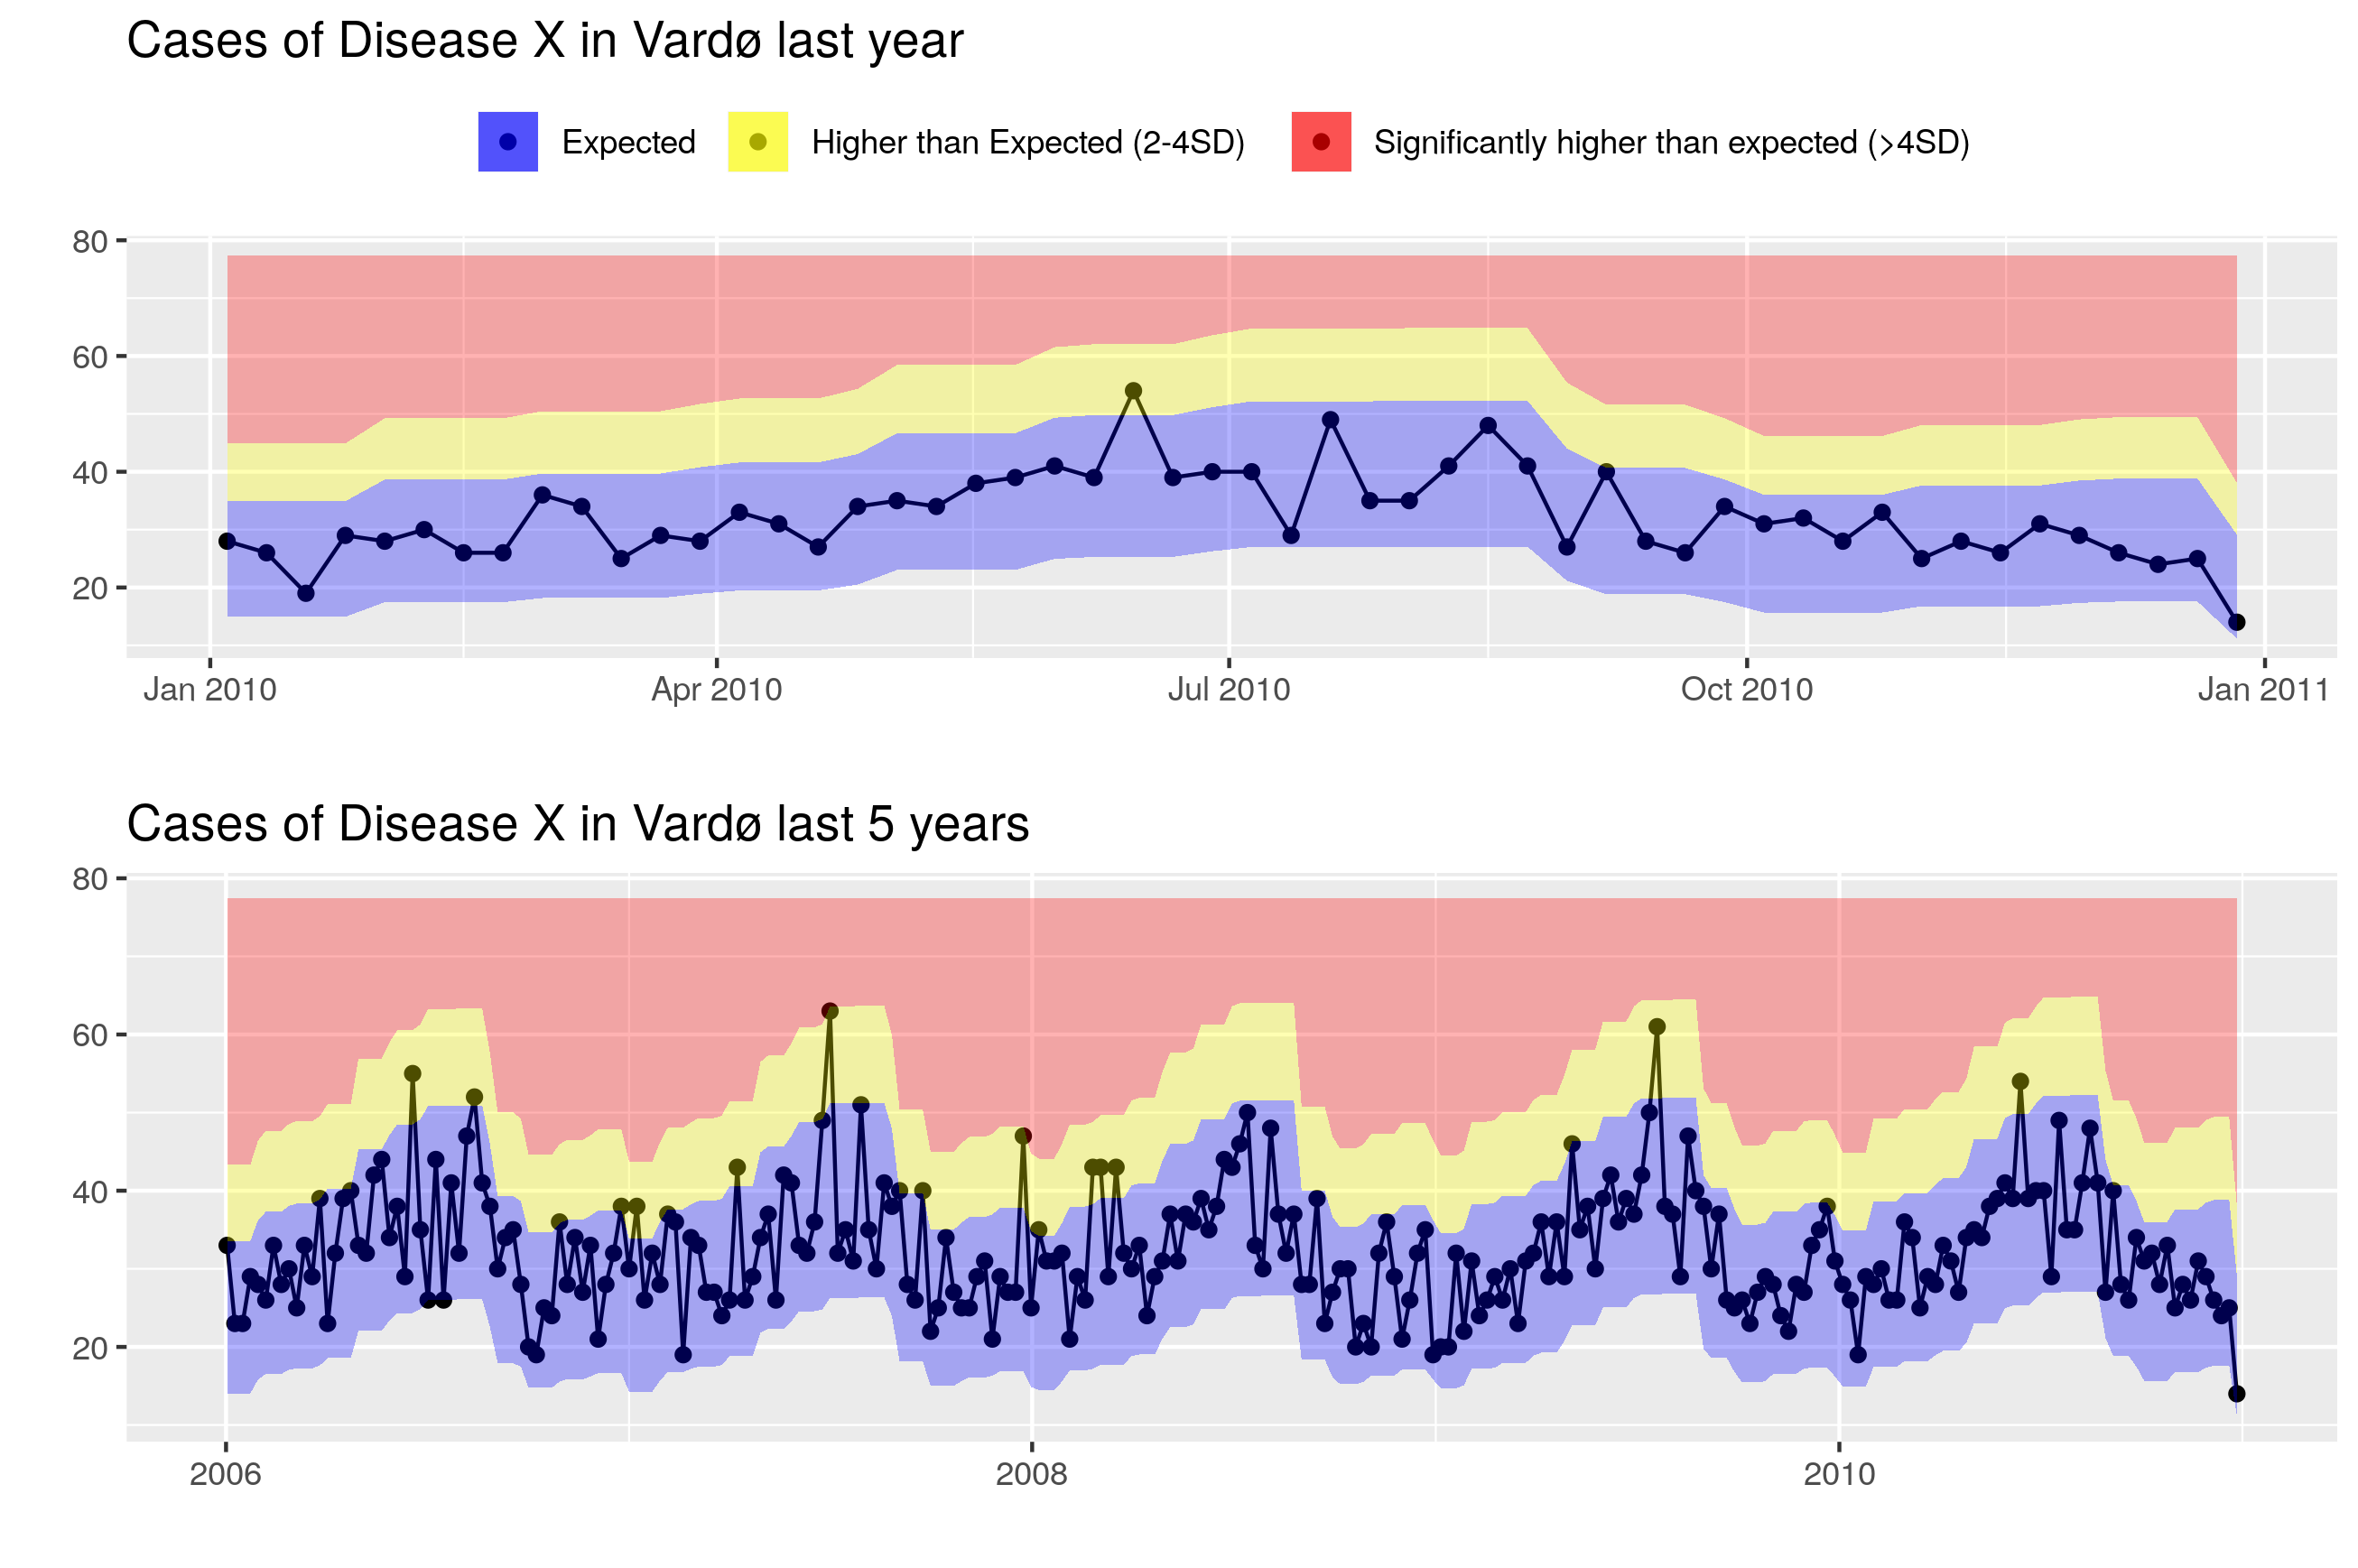 Cases of Disease X in Vardø last year
Expected Higher than Expected (2-4SD) Significantly higher than expected (>4SD)
80
60
40
20
Jan 2010 Apr 2010 Jul 2010 Oct 2010 Jan 2011
Cases of Disease X in Vardø last 5 years
80
60
40
20
2006 2008 2010